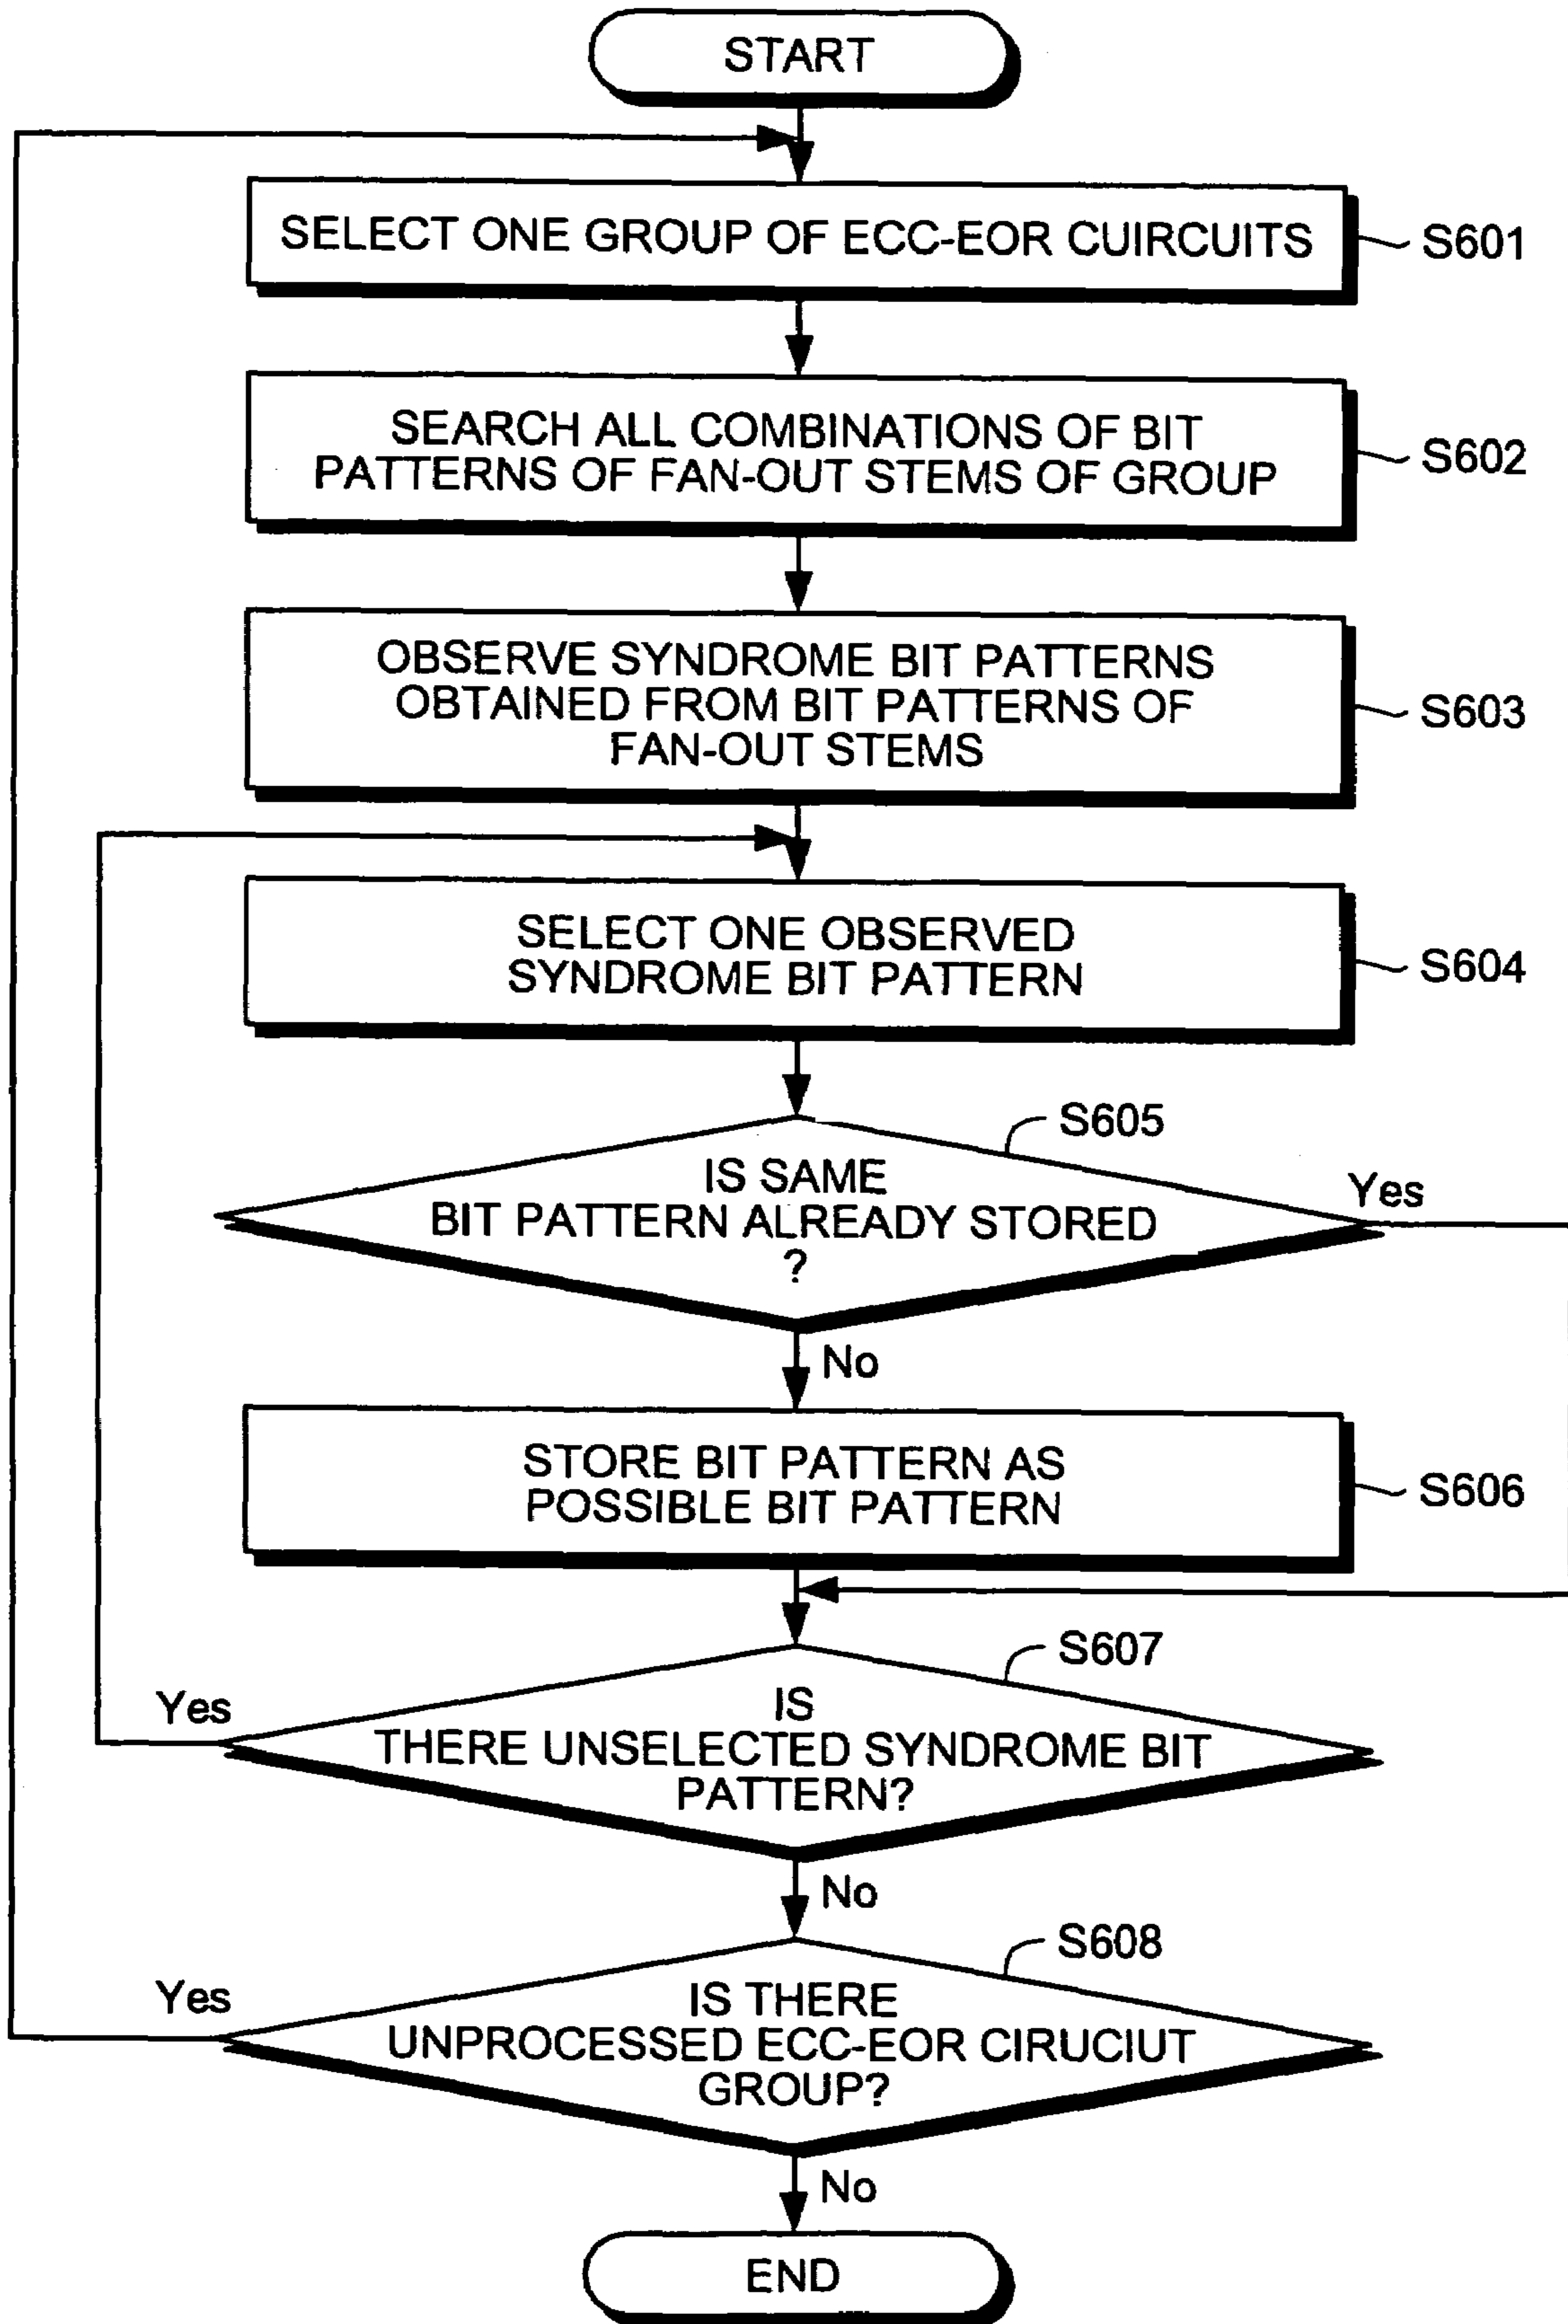 START
SELECT ONE GROUP OF ECC-EOR CUIRCUITS
S601
SEARCH ALL COMBINATIONS OF BIT
PATTERNS OF FAN-OUT STEMS OF GROUP
S602
OBSERVE SYNDROME BIT PATTERNS
OBTAINED FROM BIT PATTERNS OF
FAN-OUT STEMS
S603
SELECT ONE OBSERVED
SYNDROME BIT PATTERN
S604
S605
IS SAME
BIT PATTERN ALREADY STORED
?
Yes
No
STORE BIT PATTERN AS
POSSIBLE BIT PATTERN
S606
S607
IS
THERE UNSELECTED SYNDROME BIT
PATTERN?
Yes
No
S608
IS THERE
UNPROCESSED ECC-EOR CIRUCIUT
GROUP?
Yes
No
END